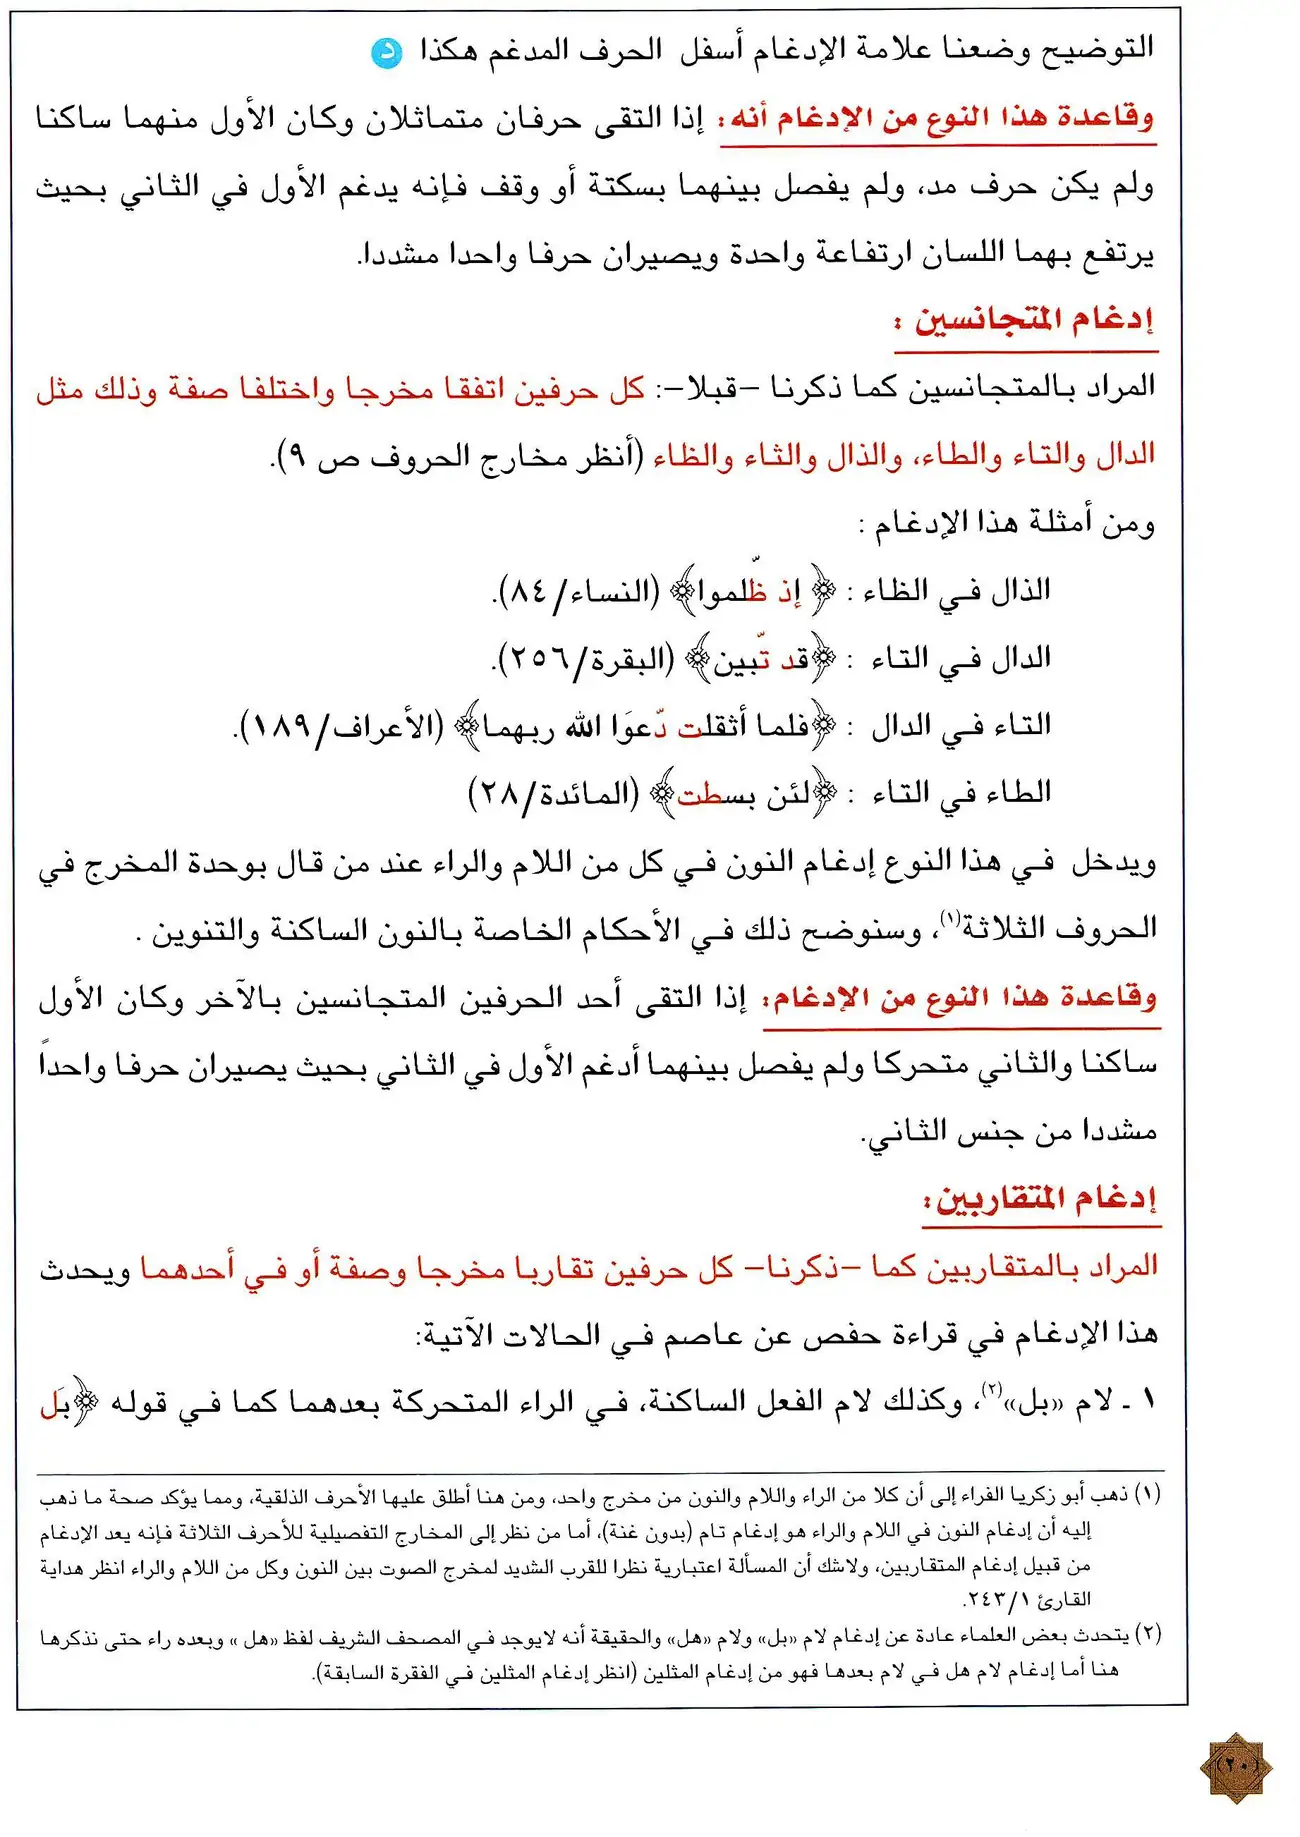 التوضيح وضعنا علامة الإدغام أسفل الحرف المدغم هكذا د
وقاعدة هذا النوع من الإدغام أنه: إذا التقى حرفان متماثلان وكان الأول منهما ساكنا
ولم يكن حرف مد، ولم يفصل بينهما بسكتة أو وقف فإنه يدغم الأول في الثاني بحيث
يرتفع بهما اللسان ارتفاعة واحدة ويصيران حرفا واحدا مشددا.
إدغام المتجانسين :
المراد بالمتجانسين كما ذكرنا –قبلا–: كل حرفين اتفقا مخرجا واختلفا صفة وذلك مثل
الدال والتاء والطاء، والذال والثاء والظاء (أنظر مخارج الحروف ص ٩).
ومن أمثلة هذا الإدغام :
الذال في الظاء : ﴿ إذ ظّلموا﴾ (النساء/٨٤).
الدال في التاء : ﴿قد تّبين﴾ (البقرة/٢٥٦).
التاء في الدال : ﴿فلما أثقلت دّعوَا الله ربهما﴾ (الأعراف/١٨٩).
الطاء في التاء : ﴿لئن بسطت﴾ (المائدة/٢٨)
ويدخل في هذا النوع إدغام النون في كل من اللام والراء عند من قال بوحدة المخرج في
الحروف الثلاثة(١)، وسنوضح ذلك في الأحكام الخاصة بالنون الساكنة والتنوين .
وقاعدة هذا النوع من الإدغام: إذا التقى أحد الحرفين المتجانسين بالآخر وكان الأول
ساكنا والثاني متحركا ولم يفصل بينهما أدغم الأول في الثاني بحيث يصيران حرفا واحداً
مشددا من جنس الثاني.
إدغام المتقاربين:
المراد بالمتقاربين كما –ذكرنا– كل حرفين تقاربا مخرجا وصفة أو في أحدهما ويحدث
هذا الإدغام في قراءة حفص عن عاصم في الحالات الآتية:
١ ـ لام «بل»(٢)، وكذلك لام الفعل الساكنة، في الراء المتحركة بعدهما كما في قوله ﴿بَل
(١) ذهب أبو زكريا الفراء إلى أن كلا من الراء واللام والنون من مخرج واحد، ومن هنا أطلق عليها الأحرف الذلقية، ومما يؤكد صحة ما ذهب
إليه أن إدغام النون في اللام والراء هو إدغام تام (بدون غنة)، أما من نظر إلى المخارج التفصيلية للأحرف الثلاثة فإنه يعد الإدغام
من قبيل إدغام المتقاربين، ولاشك أن المسألة اعتبارية نظرا للقرب الشديد لمخرج الصوت بين النون وكل من اللام والراء انظر هداية
القارئ ٢٤٣/١.
(٢) يتحدث بعض العلماء عادة عن إدغام لام «بل» ولام «هل» والحقيقة أنه لايوجد في المصحف الشريف لفظ «هل » وبعده راء حتى نذكرها
هنا أما إدغام لام هل في لام بعدها فهو من إدغام المثلين (انظر إدغام المثلين في الفقرة السابقة).
(٢٠)